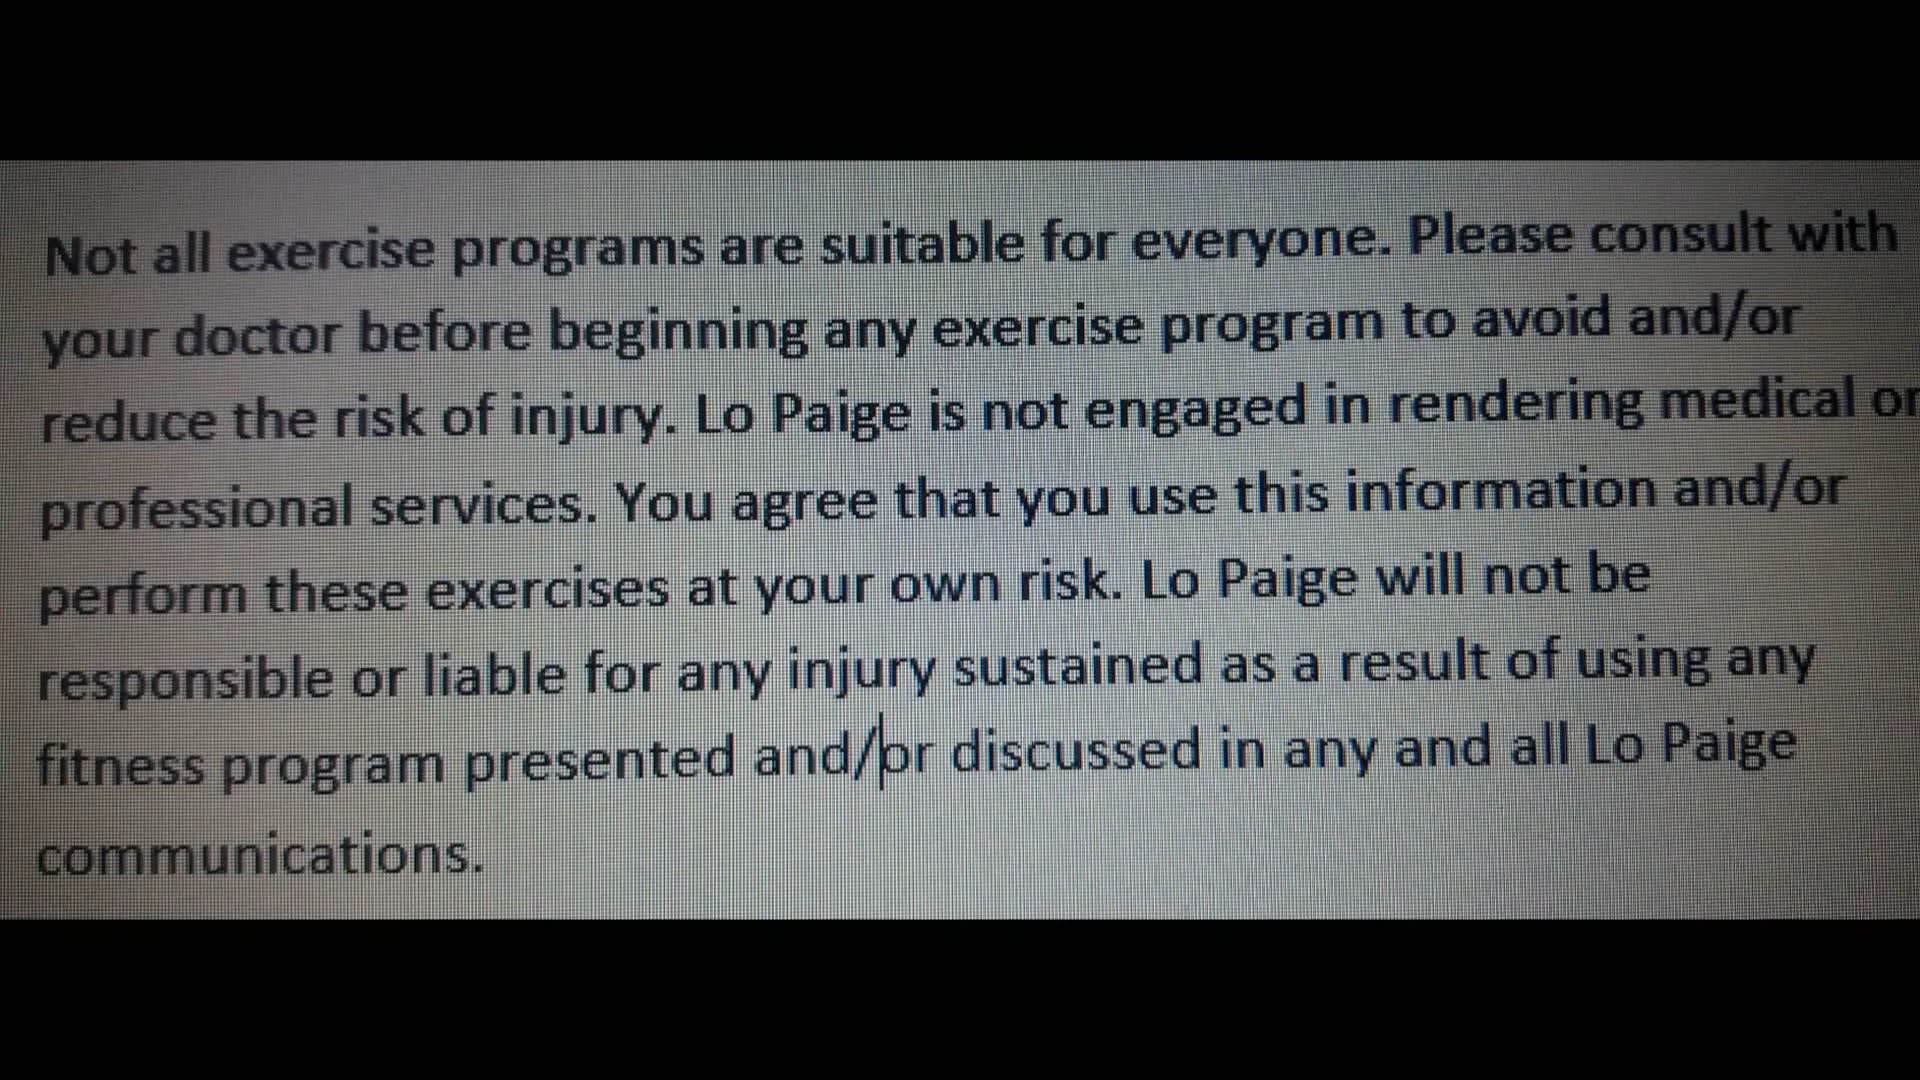 Not all exercise programs are suitable for everyone. Please consult with
your doctor before beginning any exercise program to avoid and/or
reduce the risk of injury. Lo Paige is not engaged in rendering medical or
professional services. You agree that you use this information and/or
perform these exercises at your own risk. Lo Paige will not be
responsible or liable for any injury sustained as a result of using any
fitness program presented and/or discussed in any and all Lo Paige
communications.